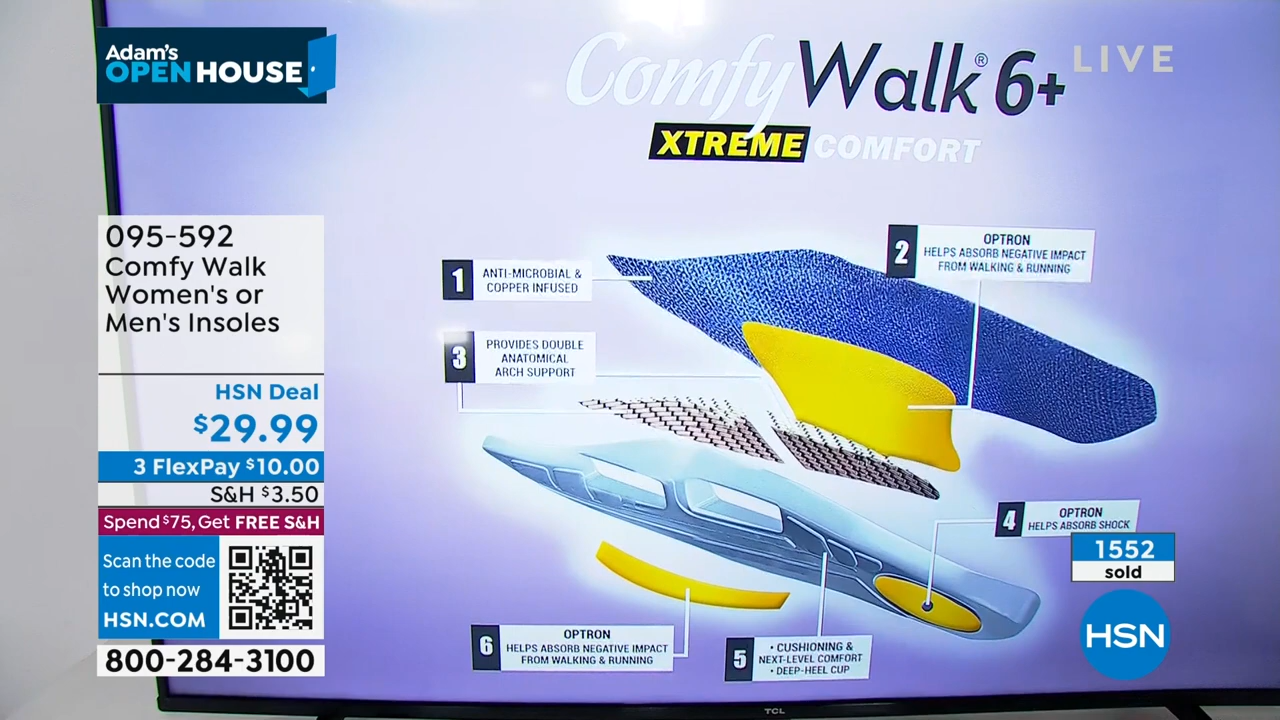 Adam's
OPEN HOUSE
Comfy Walk® 6+
LIVE
XTREME COMFORT
095-592
Comfy Walk
Women's or
Men's Insoles
HSN Deal
$29.99
3 FlexPay $10.00
S&H $3.50
Spend $75, Get FREE S&H
Scan the code
to shop now
HSN.COM
800-284-3100
1
ANTI-MICROBIAL &
COPPER INFUSED
2
OPTRON
HELPS ABSORB NEGATIVE IMPACT
FROM WALKING & RUNNING
3
PROVIDES DOUBLE
ANATOMICAL
ARCH SUPPORT
4
OPTRON
HELPS ABSORB SHOCK
6
OPTRON
HELPS ABSORB NEGATIVE IMPACT
FROM WALKING & RUNNING
5
• CUSHIONING &
NEXT-LEVEL COMFORT
• DEEP-HEEL CUP
1552
sold
HSN
TCL